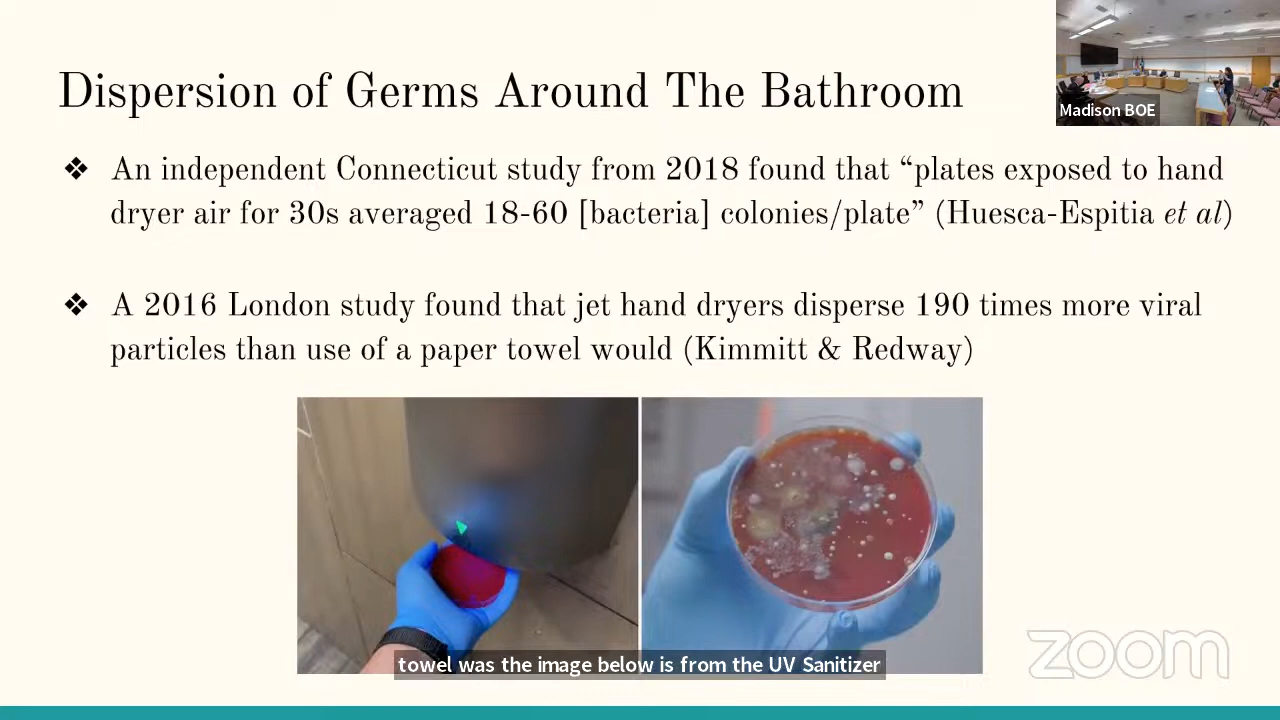 Dispersion of Germs Around The Bathroom
Madison BOE
❖ An independent Connecticut study from 2018 found that “plates exposed to hand
dryer air for 30s averaged 18-60 [bacteria] colonies/plate” (Huesca-Espitia et al)
❖ A 2016 London study found that jet hand dryers disperse 190 times more viral
particles than use of a paper towel would (Kimmitt & Redway)
towel was the image below is from the UV Sanitizer
zoom